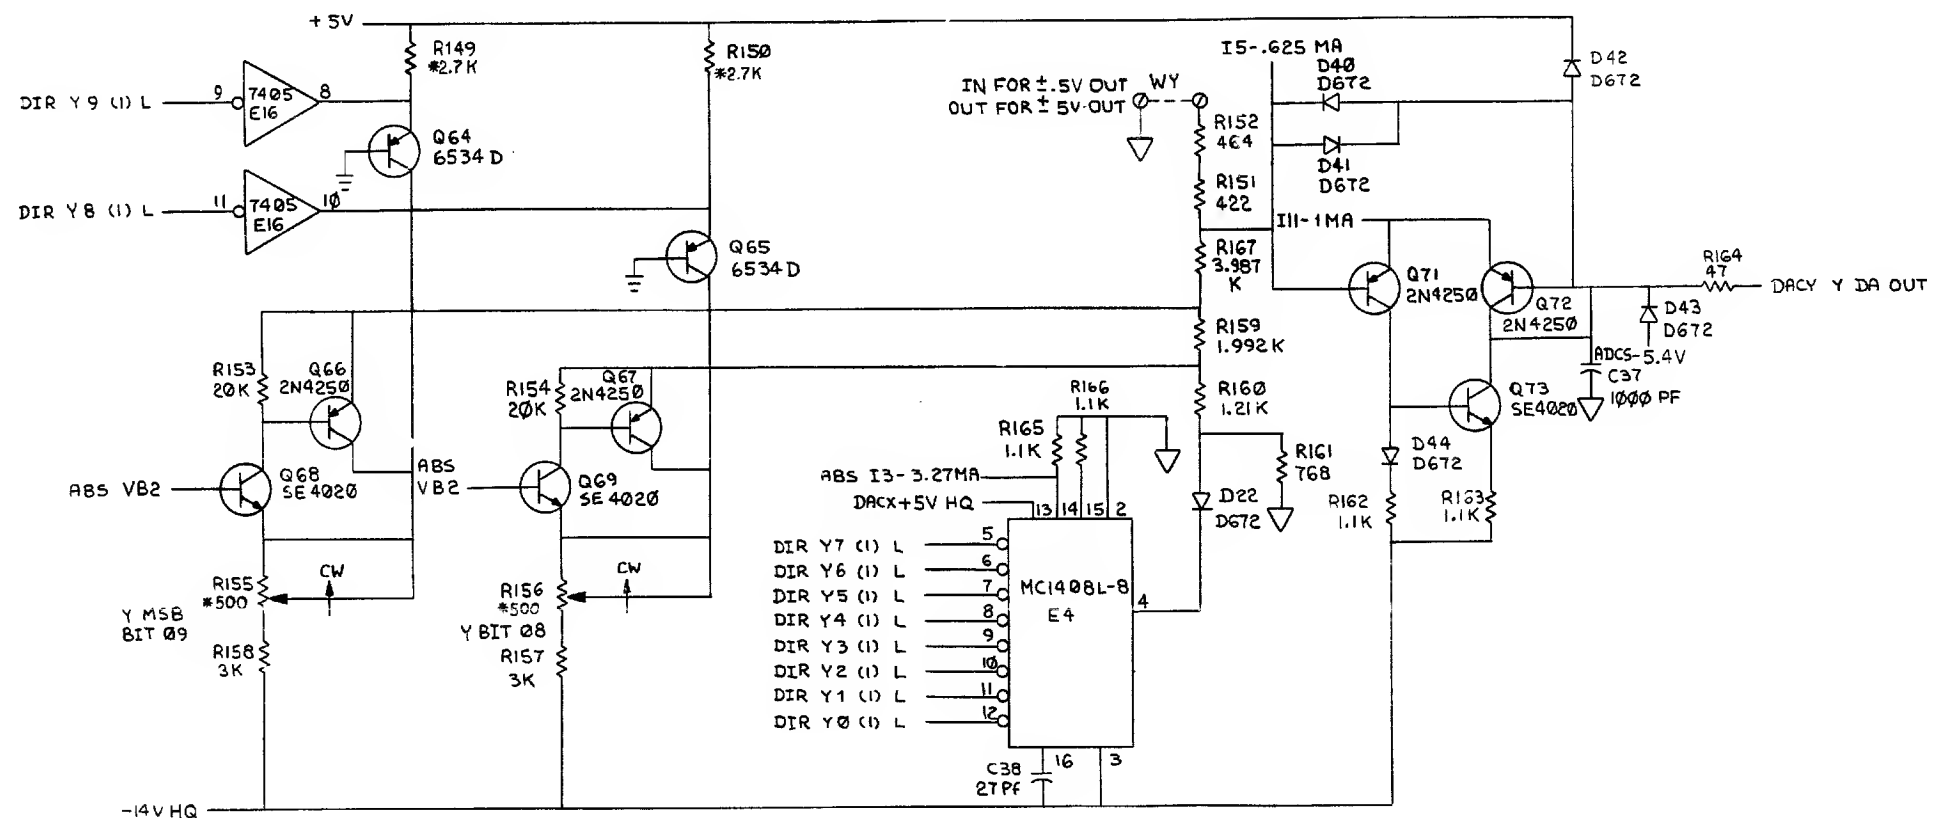 +5V
R149
*2.7K
R150
*2.7K
I5-.625 MA
D40
D672
D42
D672
IN FOR ±.5V OUT
OUT FOR ± 5V OUT
WY
DIR Y9 (1) L
9
7405
E16
8
Q64
6534D
R152
464
D41
D672
DIR Y8 (1) L
11
7405
E16
10
R151
422
I11-1MA
Q65
6534D
R167
3.987
K
Q71
2N4250
Q72
2N4250
R164
47
DACY Y DA OUT
D43
D672
R159
1.992K
ADCS-5.4V
C37
1000 PF
R153
20K
Q66
2N4250
R154
20K
Q67
2N4250
R166
1.1K
R160
1.21K
Q73
SE4020
R165
1.1K
R161
768
D44
D672
ABS VB2
Q68
SE4020
ABS
VB2
Q69
SE4020
ABS I3-3.27MA
DACX+5V HQ
13
14
15
2
D22
D672
R162
1.1K
R163
1.1K
CW
R155
*500
Y MSB
BIT 09
R158
3K
CW
R156
*500
Y BIT 08
R157
3K
DIR Y7 (1) L
5
DIR Y6 (1) L
6
DIR Y5 (1) L
7
DIR Y4 (1) L
8
DIR Y3 (1) L
9
DIR Y2 (1) L
10
DIR Y1 (1) L
11
DIR Y0 (1) L
12
MC1408L-8
E4
4
C38
27Pf
16
3
-14V HQ